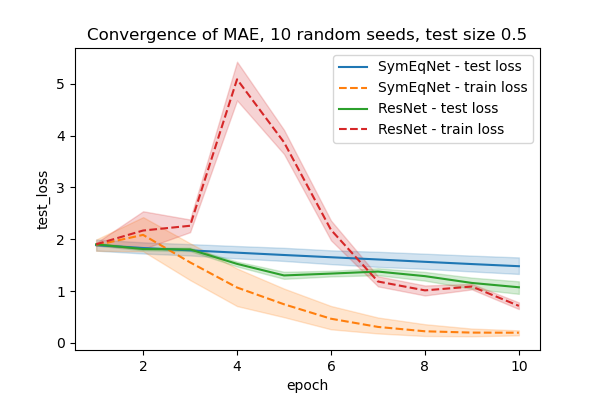 Convergence of MAE, 10 random seeds, test size 0.5
SymEqNet - test loss
SymEqNet - train loss
ResNet - test loss
ResNet - train loss
test_loss
5
4
3
2
1
0
2
4
6
8
10
epoch